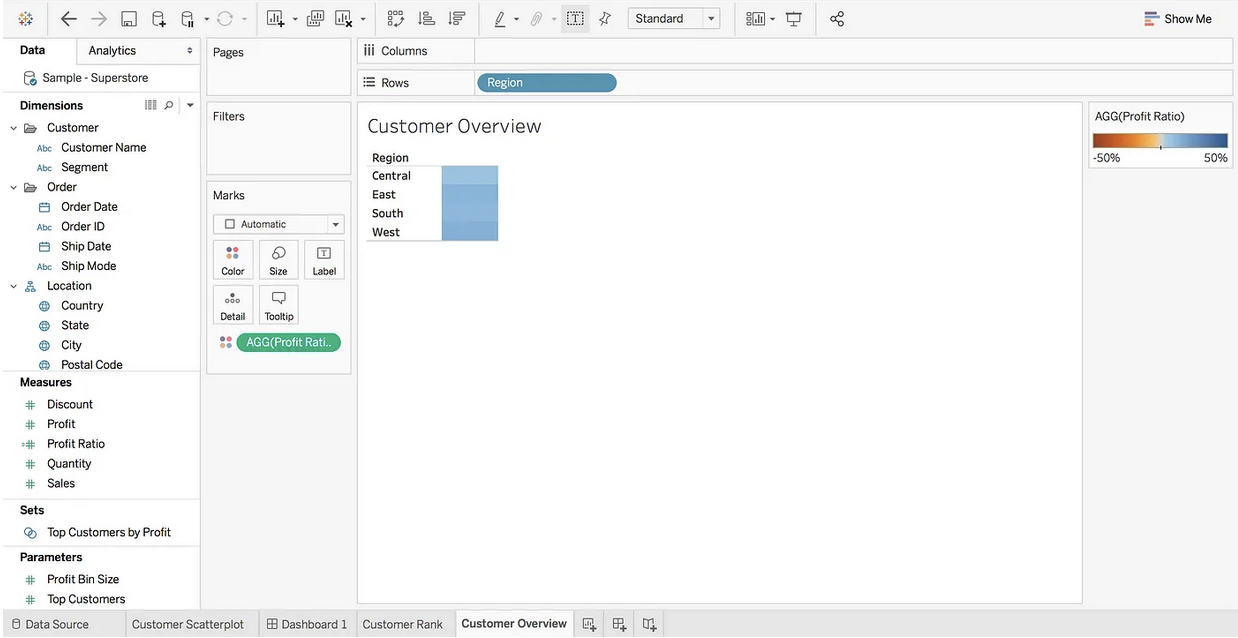 Standard
Show Me
Data
Analytics
Sample - Superstore
Dimensions
Customer
Abc Customer Name
Abc Segment
Order
Order Date
Abc Order ID
Ship Date
Abc Ship Mode
Location
Country
State
City
Postal Code
Measures
# Discount
# Profit
=# Profit Ratio
# Quantity
# Sales
Sets
Top Customers by Profit
Parameters
# Profit Bin Size
# Top Customers
Pages
Filters
Marks
Automatic
Color
Size
T
Label
Detail
Tooltip
AGG(Profit Rati..
Columns
Rows
Region
Customer Overview
Region
Central
East
South
West
AGG(Profit Ratio)
-50%
50%
Data Source
Customer Scatterplot
Dashboard 1
Customer Rank
Customer Overview